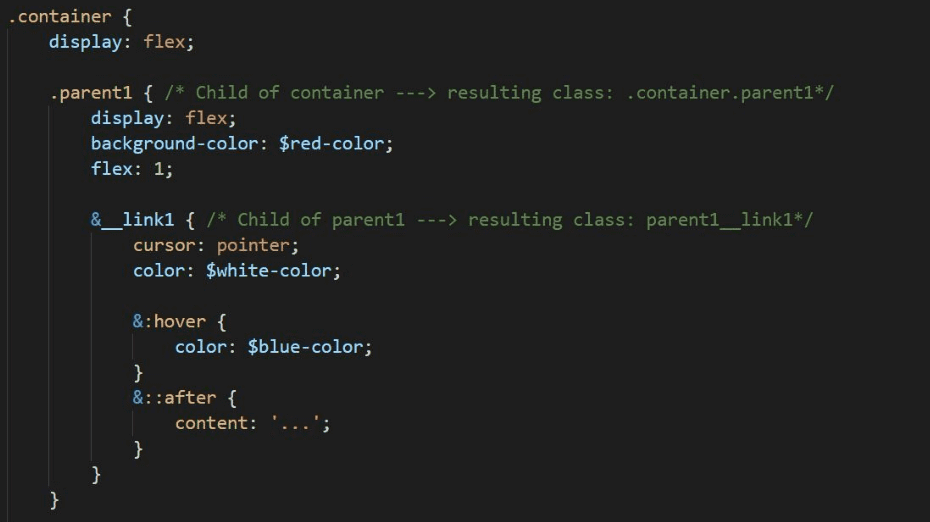 .container {
    display: flex;

    .parent1 { /* Child of container ---> resulting class: .container.parent1*/
        display: flex;
        background-color: $red-color;
        flex: 1;

        &__link1 { /* Child of parent1 ---> resulting class: parent1__link1*/
            cursor: pointer;
            color: $white-color;

            &:hover {
                color: $blue-color;
            }
            &::after {
                content: '...';
            }
        }
    }